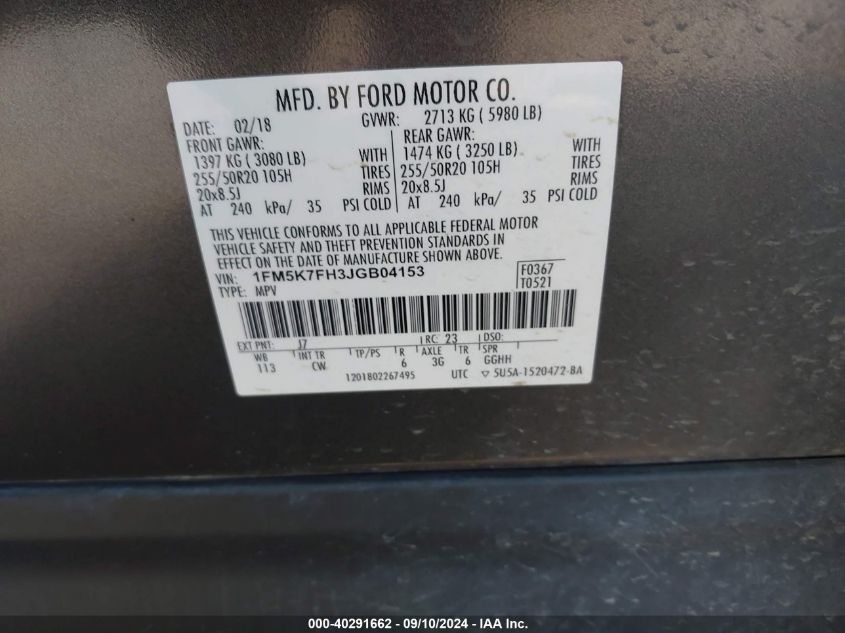 MFD. BY FORD MOTOR CO.
DATE: 02/18 GVWR: 2713 KG ( 5980 LB)
FRONT GAWR: REAR GAWR:
1397 KG ( 3080 LB) WITH 1474 KG ( 3250 LB) WITH
255/50R20 105H TIRES 255/50R20 105H TIRES
20x8.5J RIMS 20x8.5J RIMS
AT 240 kPa/ 35 PSI COLD AT 240 kPa/ 35 PSI COLD
THIS VEHICLE CONFORMS TO ALL APPLICABLE FEDERAL MOTOR
VEHICLE SAFETY AND THEFT PREVENTION STANDARDS IN
EFFECT ON THE DATE OF MANUFACTURE SHOWN ABOVE.
VIN: 1FM5K7FH3JGB04153 F0367
TYPE: MPV T0521
EXT PNT: J7 RC: 23 DSO:
WB INT TR TP/PS R AXLE TR SPR
113 CW 6 3G 6 GGHH
1201802267495 UTC ▽ 5U5A-1520472-BA
000-40291662 - 09/10/2024 - IAA Inc.